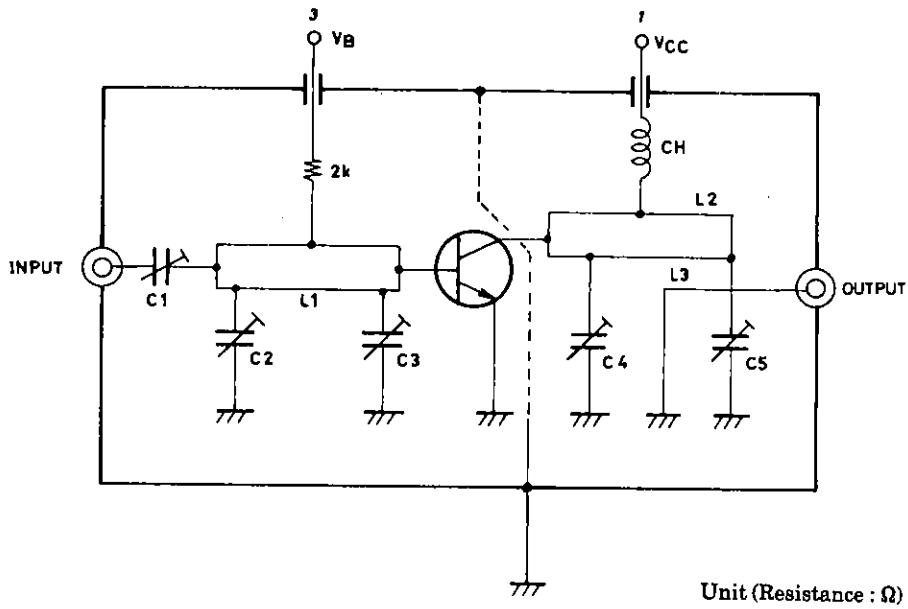 3
VB
1
VCC
2k
CH
L2
INPUT
C1
L1
L3
OUTPUT
C2
C3
C4
C5
Unit (Resistance : Ω)